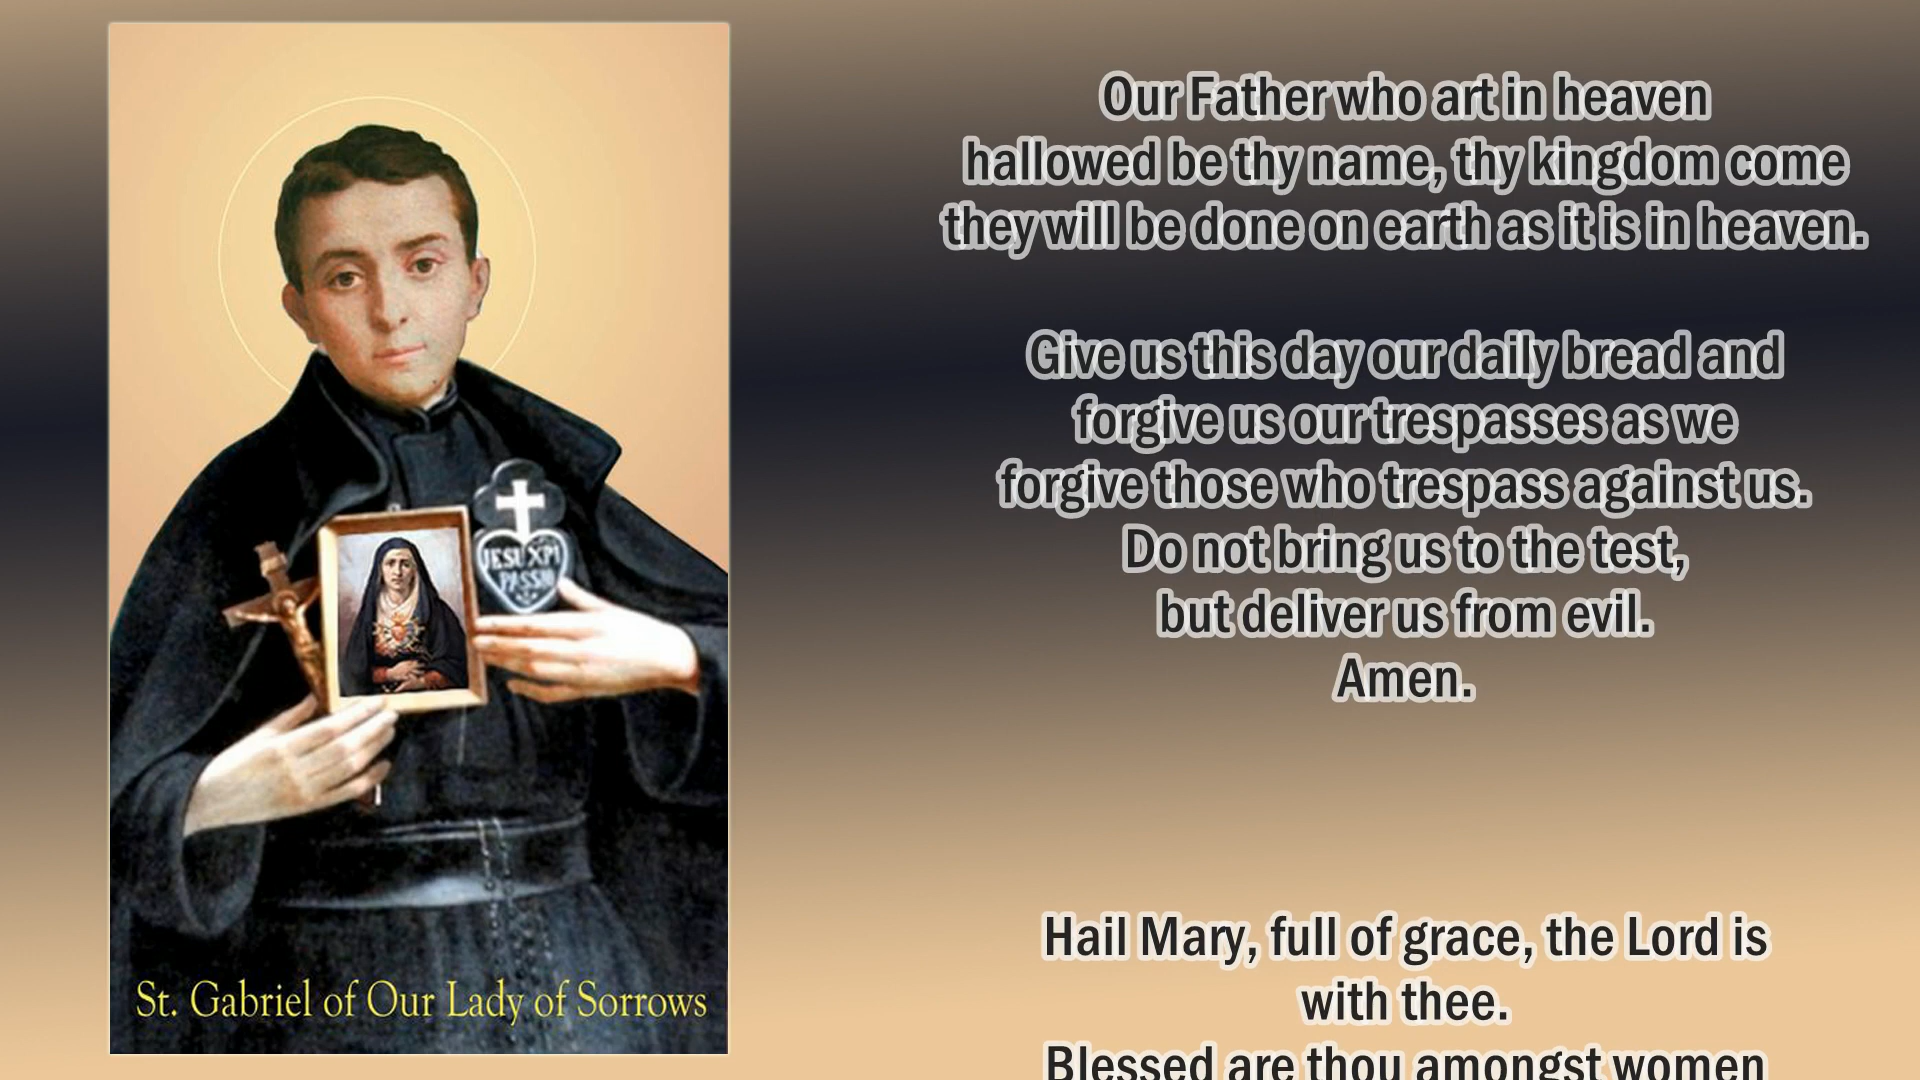 JESU XPI
PASSIO
St. Gabriel of Our Lady of Sorrows
Our Father who art in heaven
hallowed be thy name, thy kingdom come
they will be done on earth as it is in heaven.
Give us this day our daily bread and
forgive us our trespasses as we
forgive those who trespass against us.
Do not bring us to the test,
but deliver us from evil.
Amen.
Hail Mary, full of grace, the Lord is
with thee.
Blessed are thou amongst women